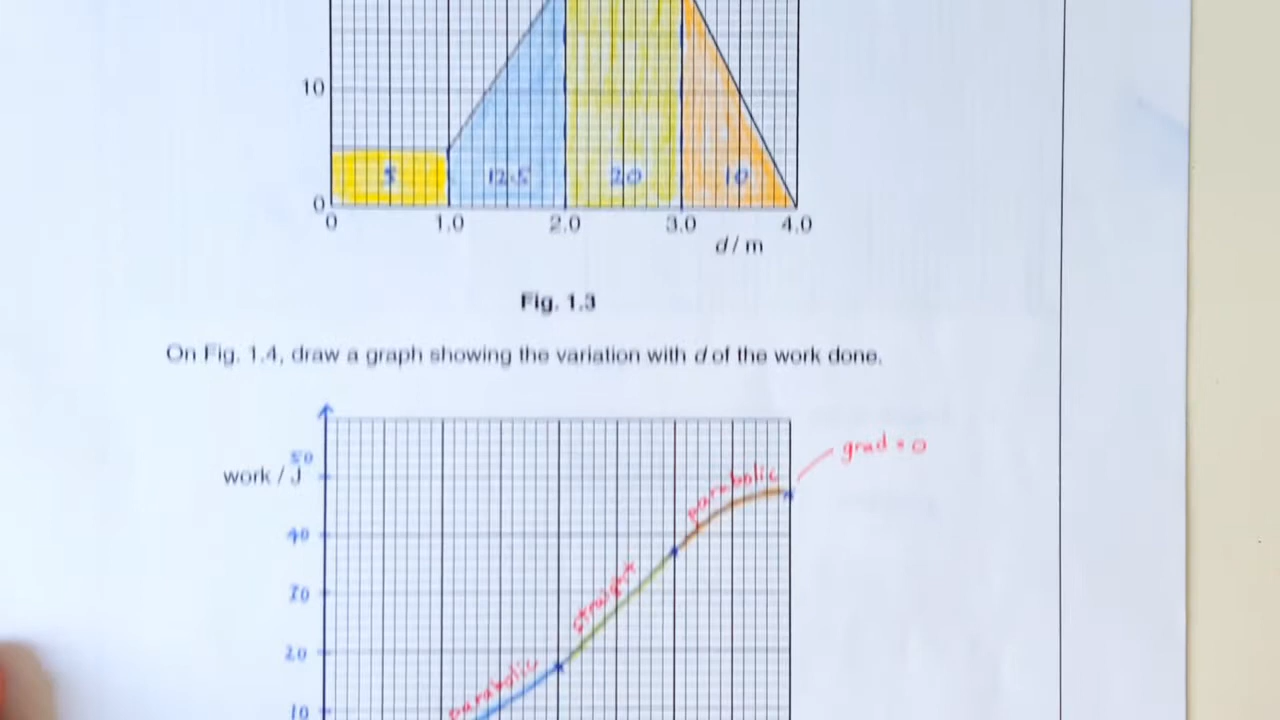 10
5
12.5
20
10
0
0 1.0 2.0 3.0 4.0
d / m
Fig. 1.3
On Fig. 1.4, draw a graph showing the variation with d of the work done.
50
work / J
grad = 0
parabolic
40
straight
30
20
parabolic
10